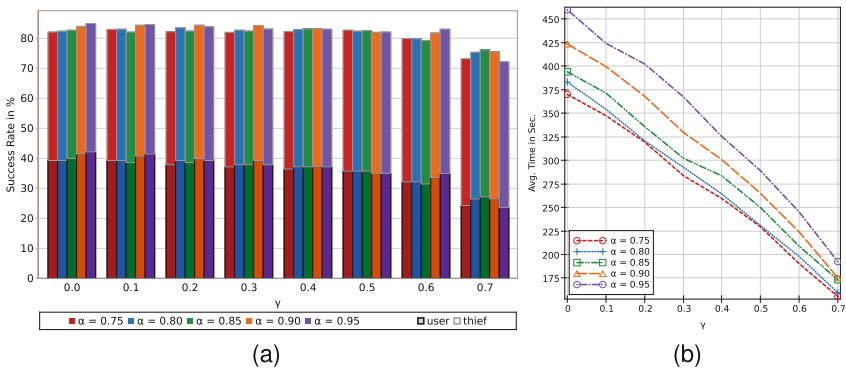 Success Rate in %
80
70
60
50
40
30
20
10
0
0.0 0.1 0.2 0.3 0.4 0.5 0.6 0.7
γ
α = 0.75 α = 0.80 α = 0.85 α = 0.90 α = 0.95 user thief
(a)
Avg. Time in Sec.
450
425
400
375
350
325
300
275
250
225
200
175
α = 0.75
α = 0.80
α = 0.85
α = 0.90
α = 0.95
0 0.1 0.2 0.3 0.4 0.5 0.6 0.7
γ
(b)